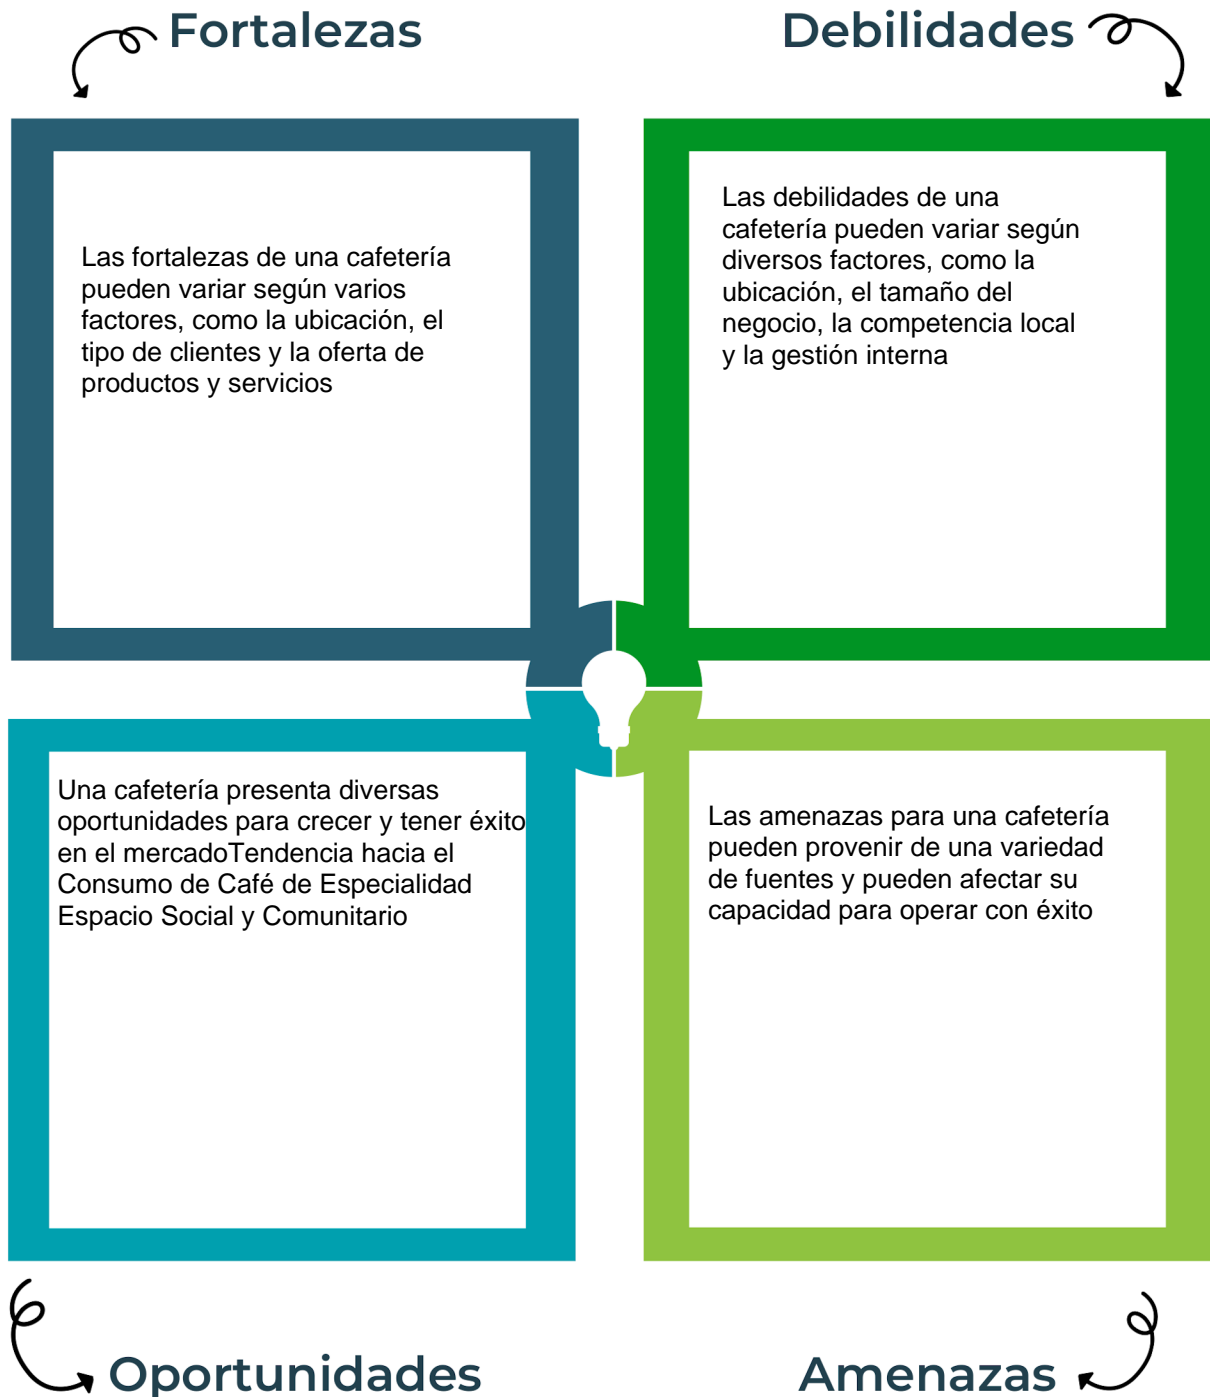 Fortalezas
Debilidades
Las fortalezas de una cafetería
pueden variar según varios
factores, como la ubicación, el
tipo de clientes y la oferta de
productos y servicios
Las debilidades de una
cafetería pueden variar según
diversos factores, como la
ubicación, el tamaño del
negocio, la competencia local
y la gestión interna
Una cafetería presenta diversas
oportunidades para crecer y tener éxito
en el mercadoTendencia hacia el
Consumo de Café de Especialidad
Espacio Social y Comunitario
Las amenazas para una cafetería
pueden provenir de una variedad
de fuentes y pueden afectar su
capacidad para operar con éxito
Oportunidades
Amenazas